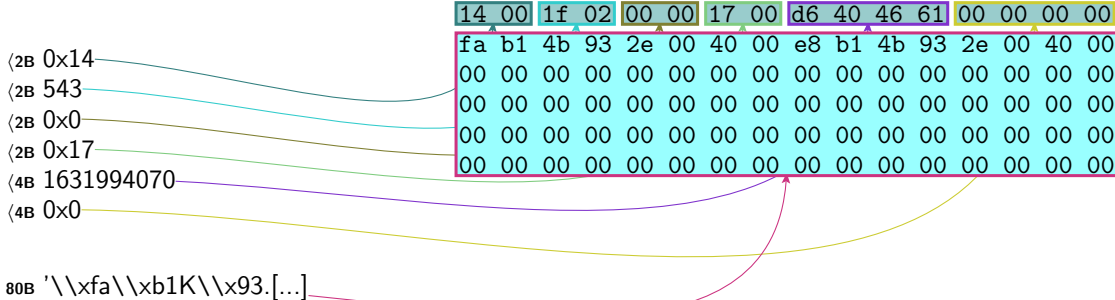 14 00 1f 02 00 00 17 00 d6 40 46 61 00 00 00 00
fa b1 4b 93 2e 00 40 00 e8 b1 4b 93 2e 00 40 00
00 00 00 00 00 00 00 00 00 00 00 00 00 00 00 00
00 00 00 00 00 00 00 00 00 00 00 00 00 00 00 00
00 00 00 00 00 00 00 00 00 00 00 00 00 00 00 00
00 00 00 00 00 00 00 00 00 00 00 00 00 00 00 00
⟨2B 0x14
⟨2B 543
⟨2B 0x0
⟨2B 0x17
⟨4B 1631994070
⟨4B 0x0
80B '\\xfa\\xb1K\\x93.[...]